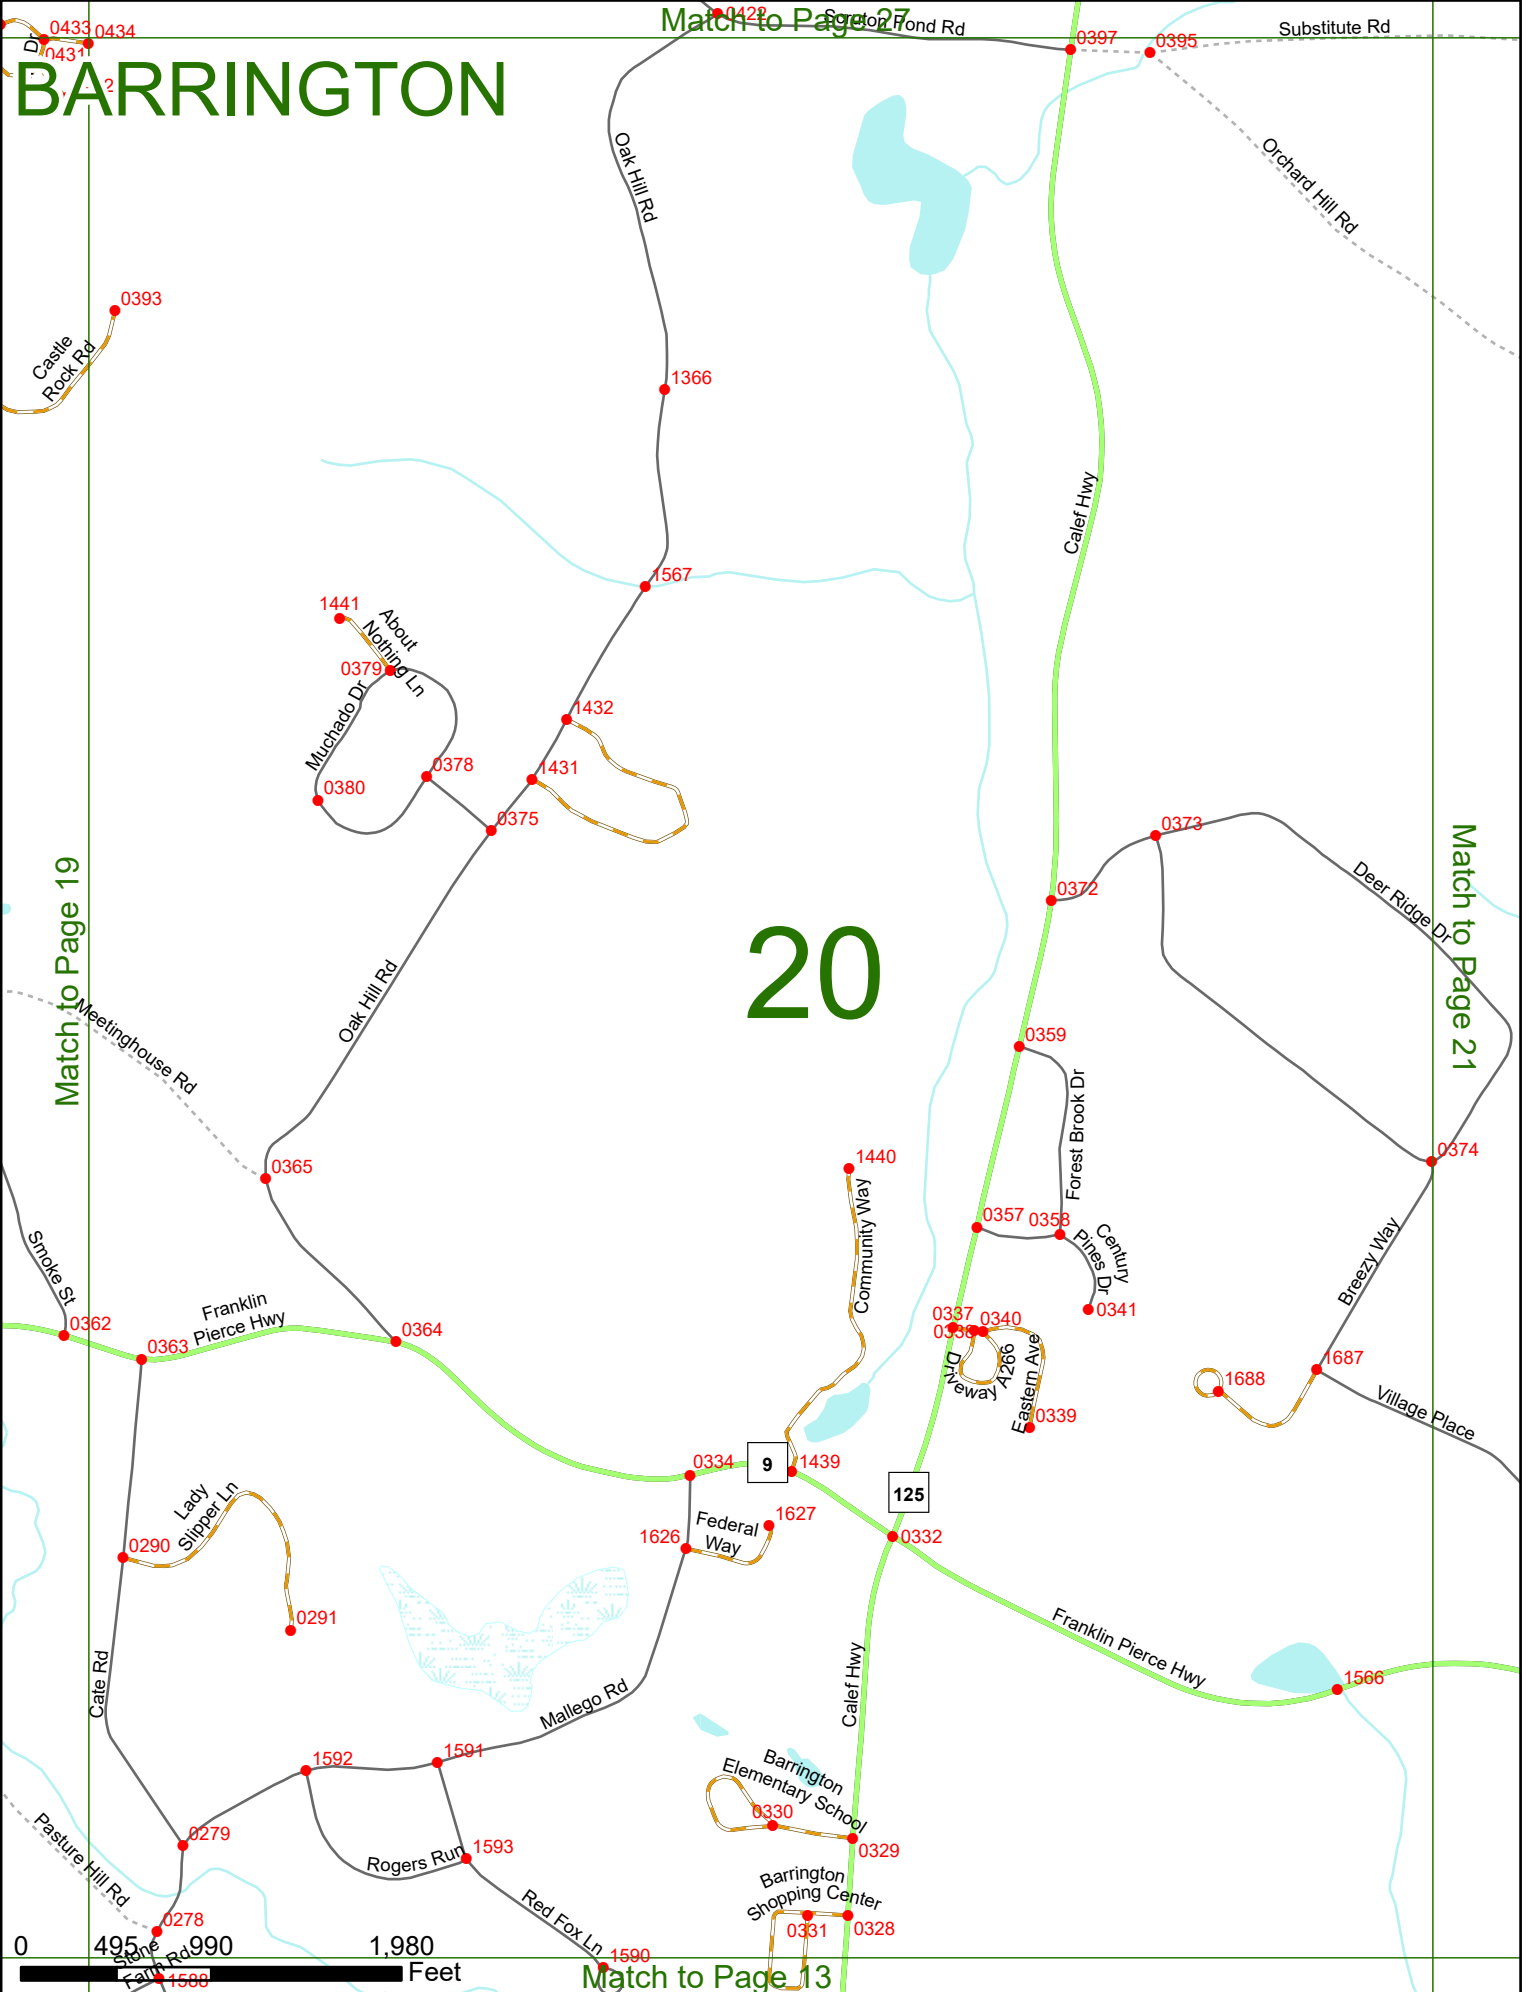 Match to Page 27
0422
Scruton Pond Rd
0397
0395
Substitute Rd
0433
0434
Dr
0431
BARRINGTON
Oak Hill Rd
Orchard Hill Rd
0393
Castle
Rock Rd
1366
Calef Hwy
1567
1441
About
Nothing Ln
0379
Muchado Dr
1432
0378
1431
0380
0375
0373
Deer Ridge Dr
Match to Page 19
0372
Match to Page 21
20
Oak Hill Rd
Meetinghouse Rd
0359
Forest Brook Dr
0374
0365
1440
Community Way
0357
0358
Century
Pines Dr
Breezy Way
Smoke St
0362
Franklin
Pierce Hwy
0363
0364
0337
0338
0340
0341
Driveway A266
Eastern Ave
0339
1688
1687
Village Place
0334
9
1439
125
Lady
Slipper Ln
Federal
Way
1627
1626
0332
0290
0291
Franklin Pierce Hwy
Cate Rd
Calef Hwy
1566
Mallego Rd
1592
1591
Barrington
Elementary School
0330
0329
0279
Rogers Run
1593
Pasture Hill Rd
Barrington
Shopping Center
0331
0328
Red Fox Ln
0278
Stone
Farm Rd
1588
1590
0 495 990 1,980
Feet
Match to Page 13